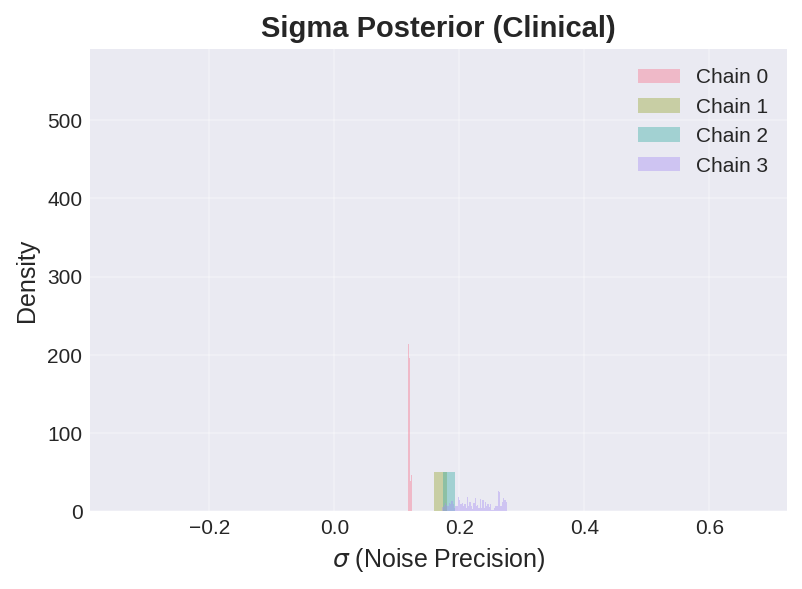 Sigma Posterior (Clinical)
Chain 0
Chain 1
Chain 2
Chain 3
Density
500
400
300
200
100
0
−0.2
0.0
0.2
0.4
0.6
σ (Noise Precision)